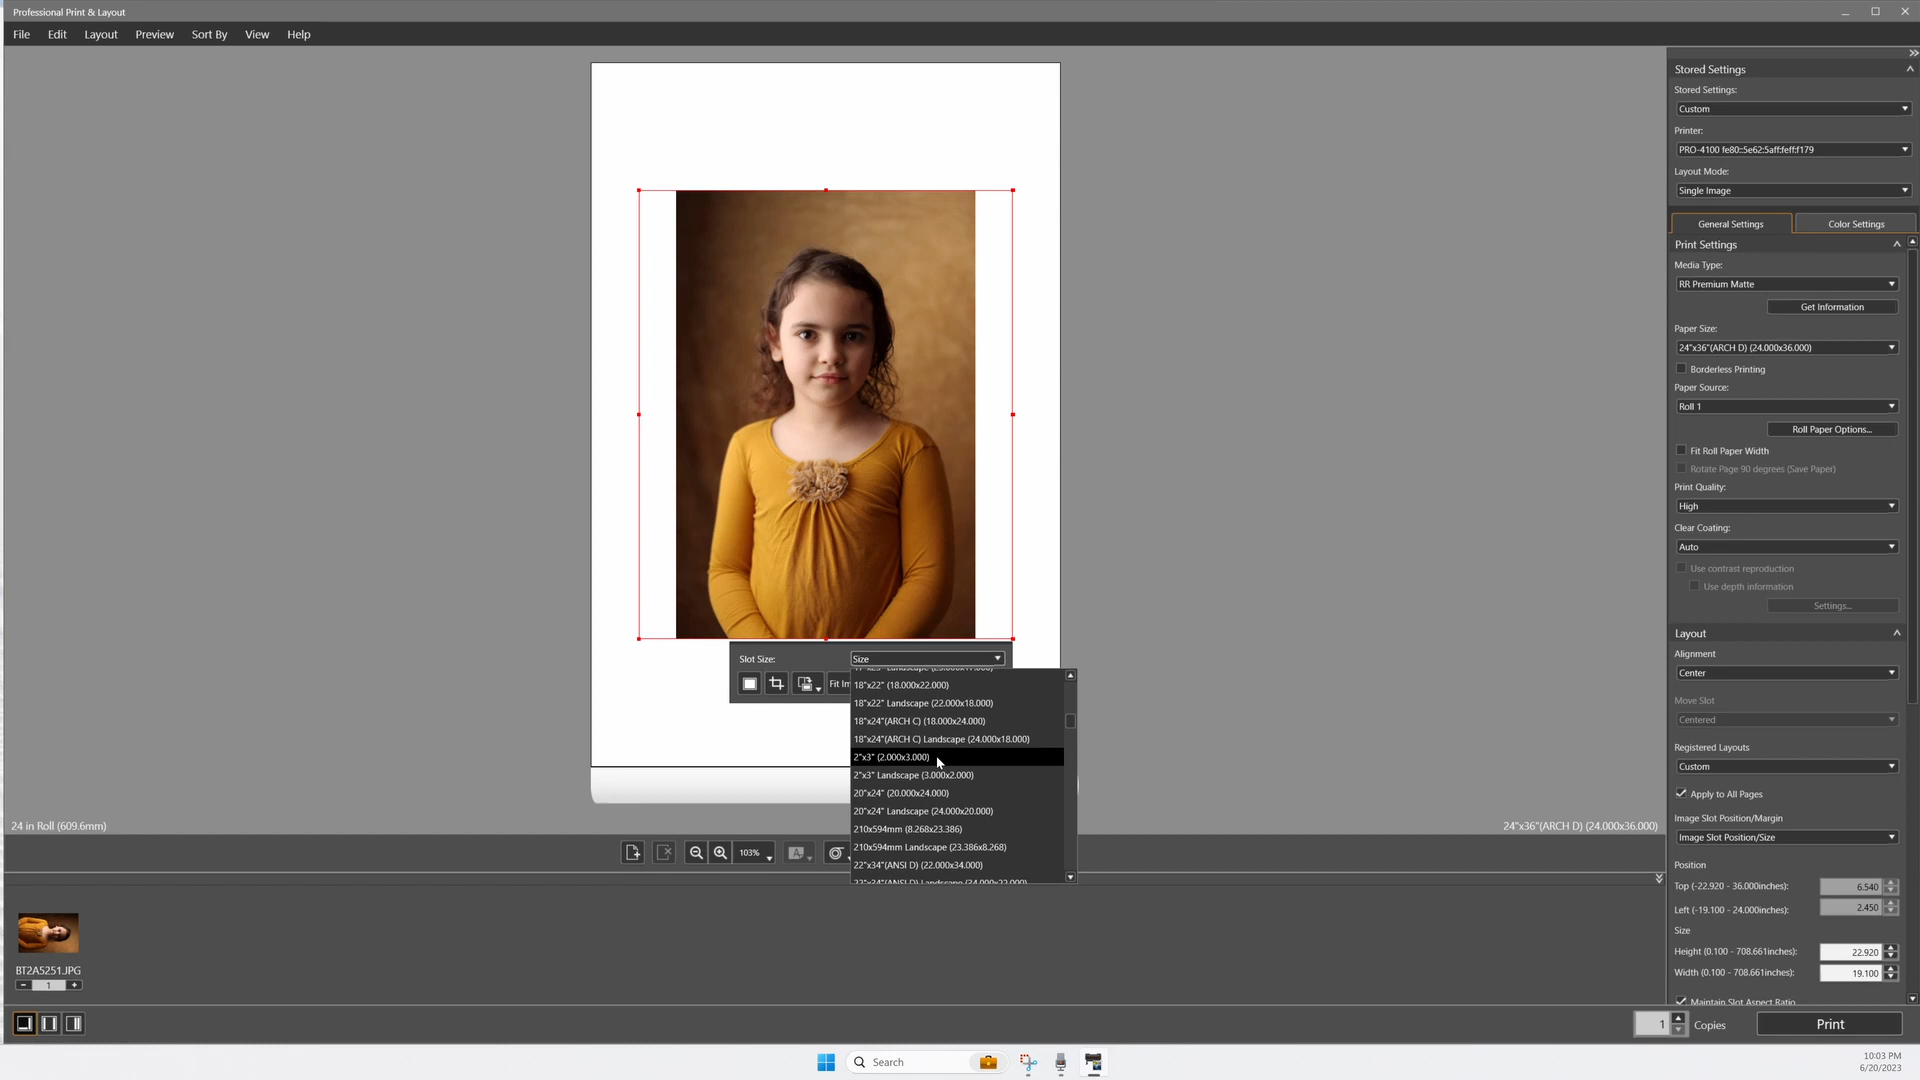 Professional Print & Layout
File Edit Layout Preview Sort By View Help
Stored Settings
Stored Settings:
Custom
Printer:
PRO-4100 fe80::5e62:5aff:feff:f179
Layout Mode:
Single Image
General Settings Color Settings
Print Settings
Media Type:
RR Premium Matte
Get Information
Paper Size:
24"x36"(ARCH D) (24.000x36.000)
Borderless Printing
Paper Source:
Roll 1
Roll Paper Options...
Fit Roll Paper Width
Rotate Page 90 degrees (Save Paper)
Print Quality:
High
Clear Coating:
Auto
Use contrast reproduction
Use depth information
Settings...
Layout
Alignment
Center
Move Slot
Centered
Registered Layouts
Custom
Apply to All Pages
Image Slot Position/Margin
Image Slot Position/Size
Position
Top (-22.920 - 36.000inches): 6.540
Left (-19.100 - 24.000inches): 2.450
Size
Height (0.100 - 708.661inches): 22.920
Width (0.100 - 708.661inches): 19.100
Maintain Slot Aspect Ratio
Slot Size: Size
Fit Im
18"x22" (18.000x22.000)
18"x22" Landscape (22.000x18.000)
18"x24"(ARCH C) (18.000x24.000)
18"x24"(ARCH C) Landscape (24.000x18.000)
2"x3" (2.000x3.000)
2"x3" Landscape (3.000x2.000)
20"x24" (20.000x24.000)
20"x24" Landscape (24.000x20.000)
210x594mm (8.268x23.386)
210x594mm Landscape (23.386x8.268)
22"x34"(ANSI D) (22.000x34.000)
22"x34"(ANSI D) Landscape (34.000x22.000)
24 in Roll (609.6mm)
24"x36"(ARCH D) (24.000x36.000)
103%
BT2A5251.JPG
1
1 Copies Print
Search
10:03 PM
6/20/2023